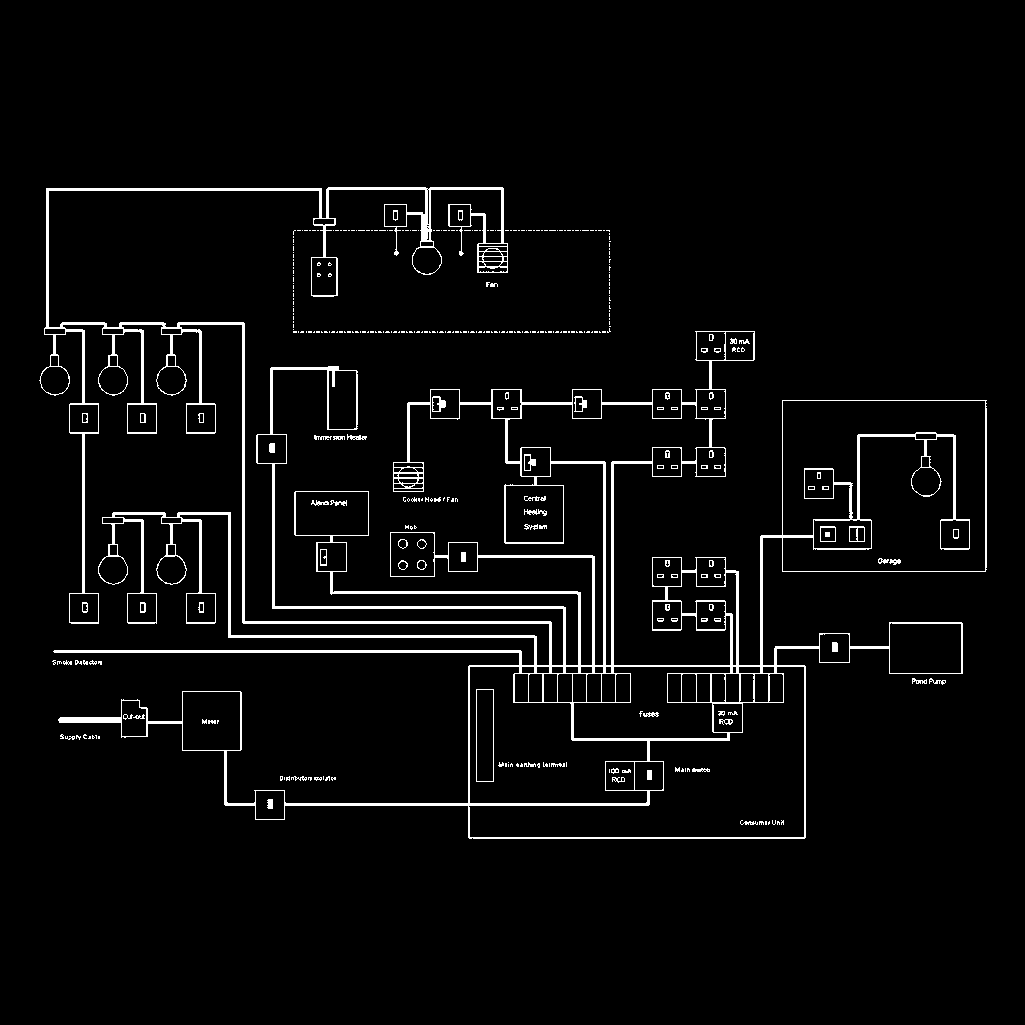 Fan
30 mA
RCD
Immersion Heater
Cooker Hood / Fan
Alarm Panel
Central
Heating
System
Hob
Garage
Smoke Detectors
Pond Pump
Cut-out
Meter
Supply Cable
Fuses
30 mA
RCD
Main earthing terminal
100 mA
RCD
Main switch
Distributors isolator
Consumer Unit